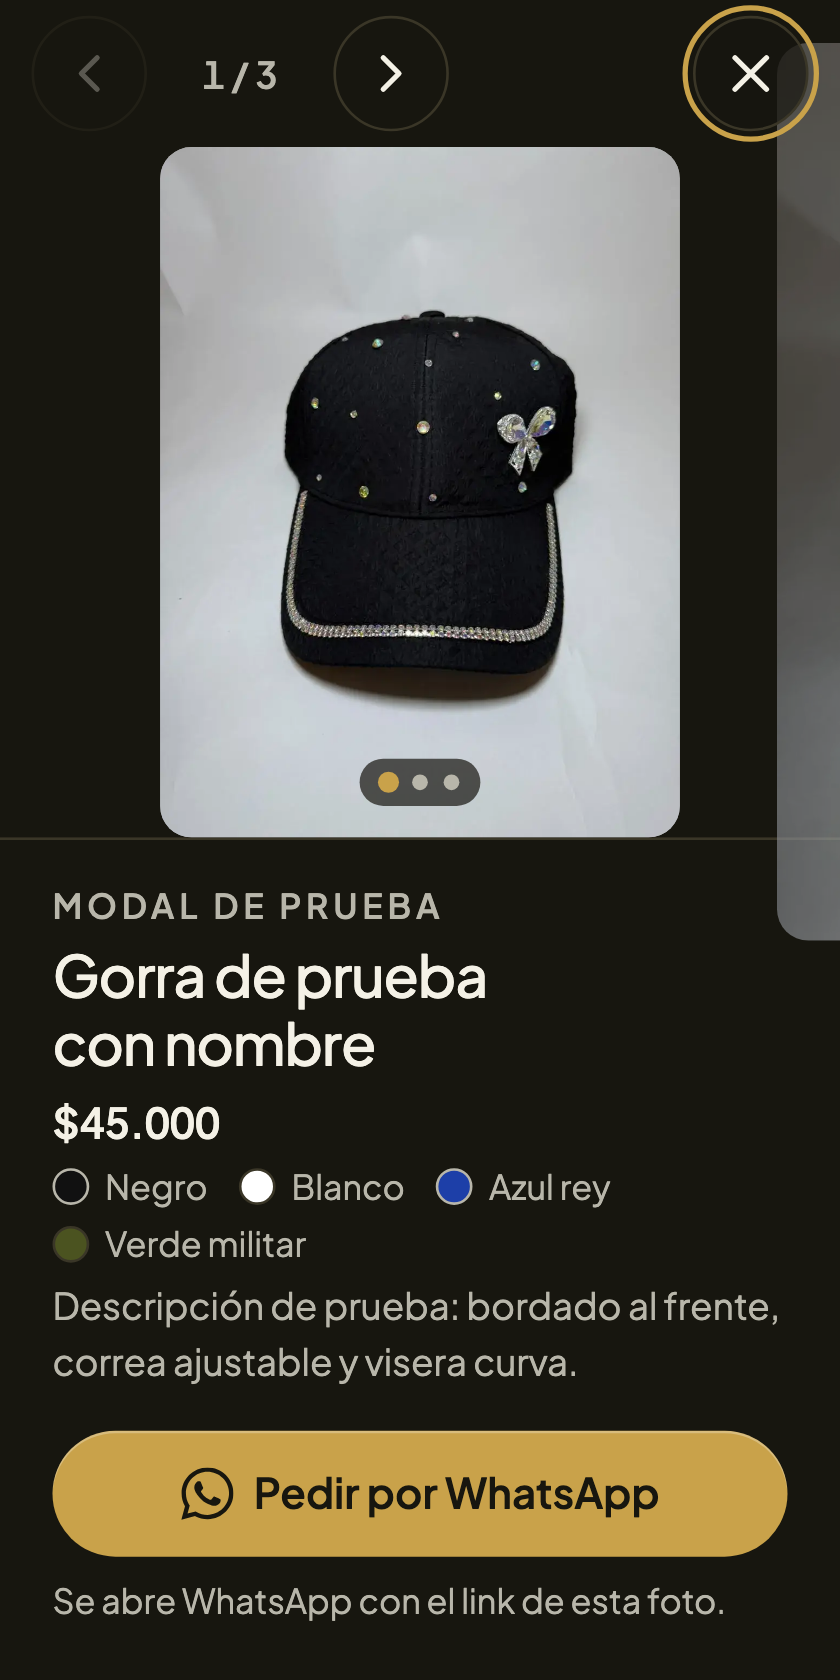 1/3
MODAL DE PRUEBA
Gorra de prueba
con nombre
$45.000
Negro Blanco Azul rey
Verde militar
Descripción de prueba: bordado al frente,
correa ajustable y visera curva.
Pedir por WhatsApp
Se abre WhatsApp con el link de esta foto.